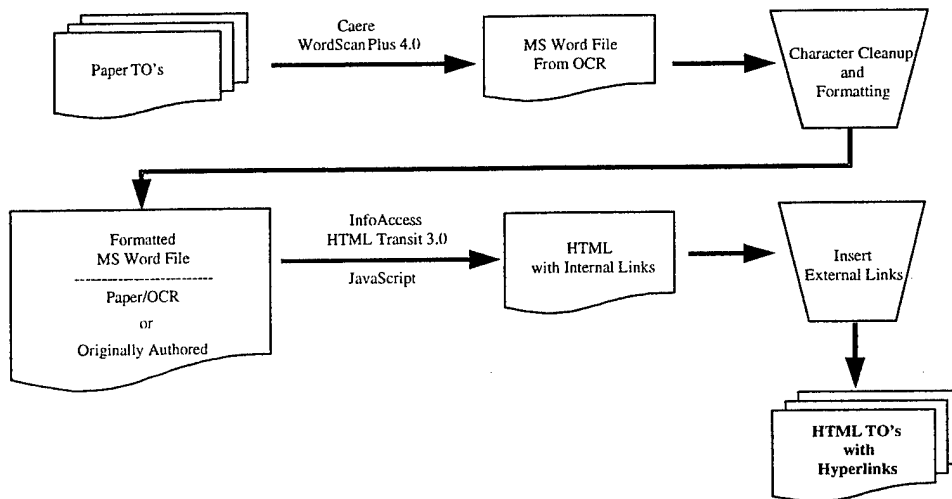 Paper TO's
Caere
WordScan Plus 4.0
MS Word File
From OCR
Character Cleanup
and
Formatting
Formatted
MS Word File
--------------------
Paper/OCR
or
Originally Authored
InfoAccess
HTML Transit 3.0
JavaScript
HTML
with Internal Links
Insert
External Links
HTML TO's
with
Hyperlinks